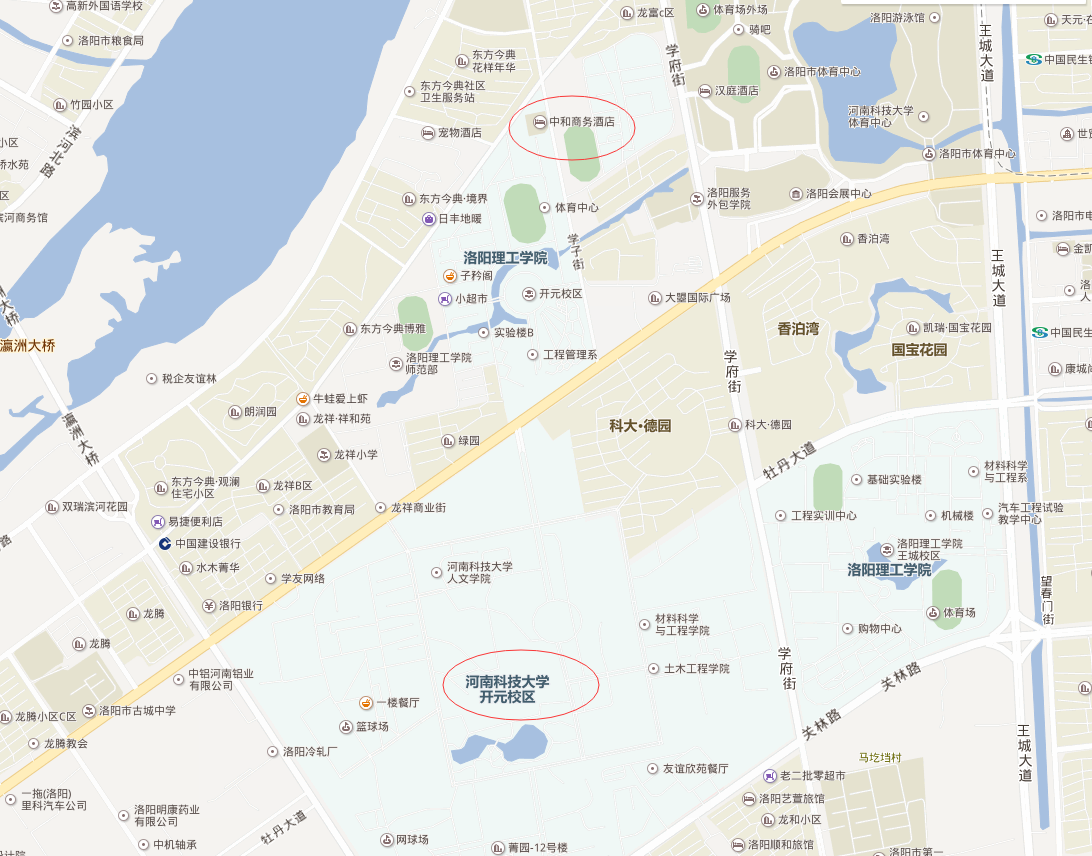 高新外国语学校
龙富c区
体育场外场
洛阳游泳馆
王城大道
天元·
洛阳市粮食局
骑吧
学府街
东方今典
花样年华
洛阳市体育中心
中国民生
东方今典社区
卫生服务站
汉庭酒店
竹园小区
河南科技大学
体育中心
中和商务酒店
滨河北路
宠物酒店
小区
洛阳市体育中心
桥水苑
区
东方今典·境界
洛阳服务
外包学院
洛阳会展中心
滨河商务馆
日丰地暖
体育中心
洛阳市电
学子街
香泊湾
洛阳理工学院
王城大道
子矜阁
小超市
开元校区
大盟国际广场
洛
人
东方今典博雅
实验楼B
香泊湾
凯瑞·国宝花园
中国民生
瀛洲大桥
国宝花园
洛阳理工学院
师范部
工程管理系
学府街
税企友谊林
牛蛙爱上虾
朗润园
龙祥·祥和苑
瀛洲大桥
科大·德园
科大·德园
绿园
龙祥小学
牡丹大道
材料科学
与工程系
东方今典·观澜
住宅小区
龙祥B区
基础实验楼
双瑞滨河花园
洛阳市教育局
龙祥商业街
工程实训中心
机械楼
汽车工程试验
教学中心
易捷便利店
路
中国建设银行
洛阳理工学院
王城校区
洛阳理工学院
水木菁华
学友网络
河南科技大学
人文学院
望春门街
龙腾
洛阳银行
体育场
材料科学
与工程学院
购物中心
龙腾
学府街
土木工程学院
中铝河南铝业
有限公司
河南科技大学
开元校区
关林路
龙腾小区C区
洛阳市古城中学
一楼餐厅
篮球场
关林路
龙腾教会
洛阳冷轧厂
王城大道
马圪垱村
友谊欣苑餐厅
老二批零超市
一拖(洛阳)
里科汽车公司
洛阳艺萱旅馆
洛阳明康药业
有限公司
牡丹大道
龙和小区
中机轴承
网球场
菁园-12号楼
洛阳顺和旅馆
洛阳市第一